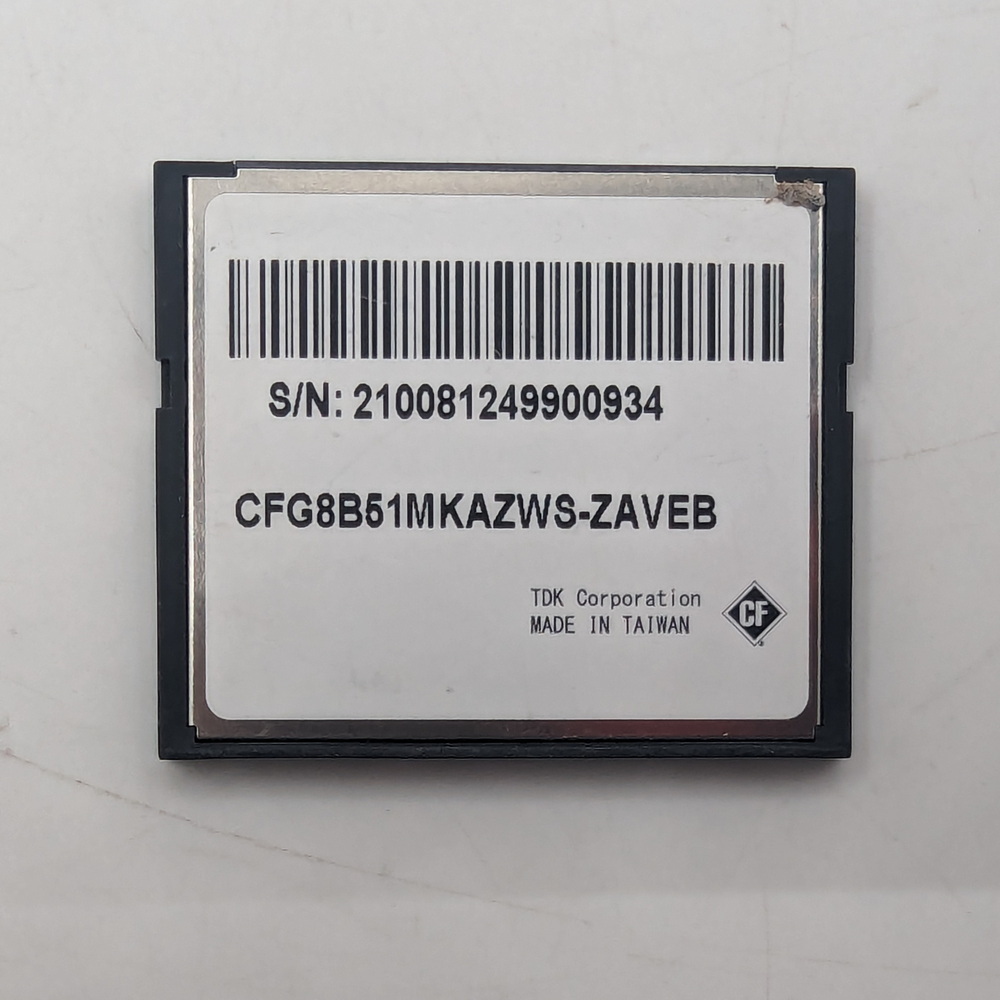 S/N: 210081249900934
CFG8B51MKAZWS-ZAVEB
TDK Corporation
MADE IN TAIWAN
CF